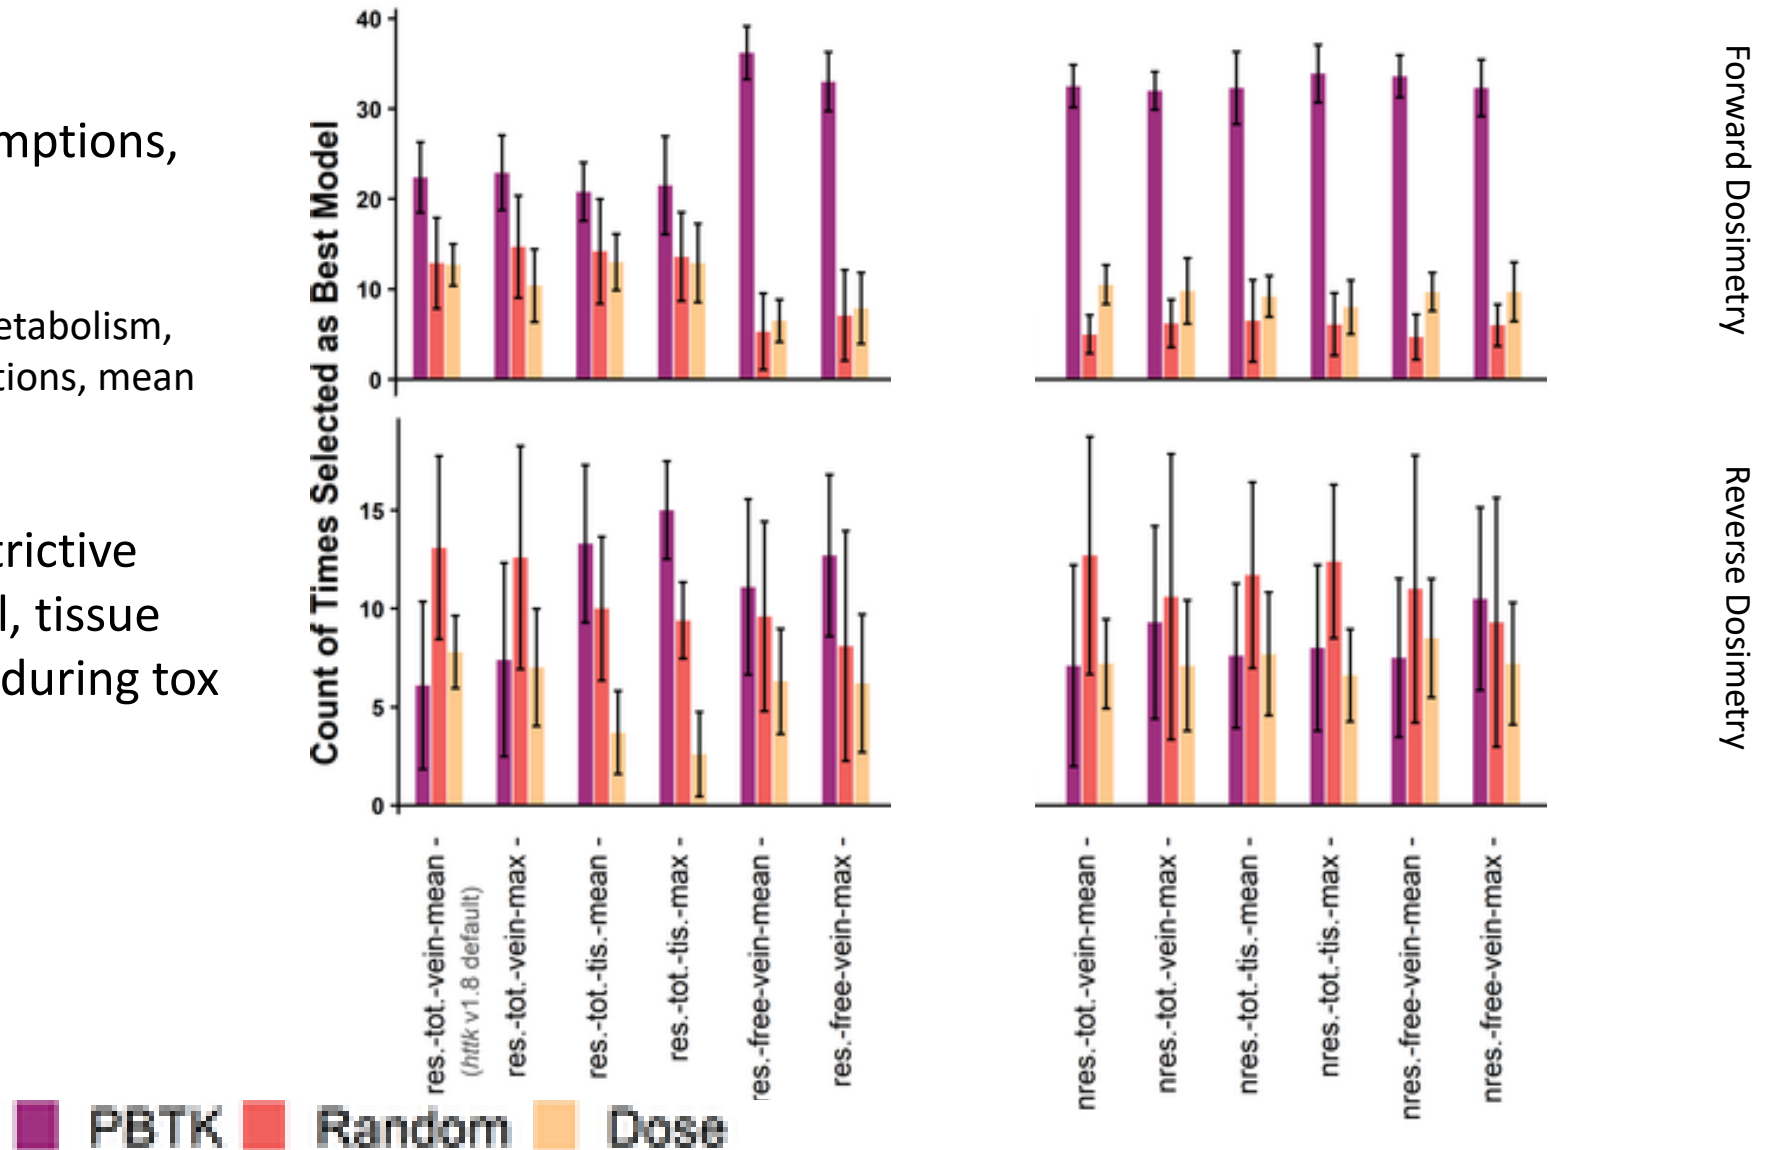 mptions,
etabolism,
tions, mean
trictive
l, tissue
during tox
Count of Times Selected as Best Model
40
30
20
10
0
15
10
5
0
Forward Dosimetry
Reverse Dosimetry
res.-tot.-vein-mean -
(httk v1.8 default)
res.-tot.-vein-max -
res.-tot.-tis.-mean -
res.-tot.-tis.-max -
res.-free-vein-mean -
res.-free-vein-max -
nres.-tot.-vein-mean -
nres.-tot.-vein-max -
nres.-tot.-tis.-mean -
nres.-tot.-tis.-max -
nres.-free-vein-mean -
nres.-free-vein-max -
PBTK Random Dose